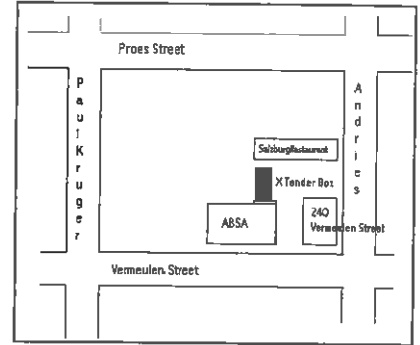 Proes Street
Paul Kruger
Andries
Salzburg Restaurant
X Tender Box
ABSA
240
Vermeulen Street
Vermeulen Street